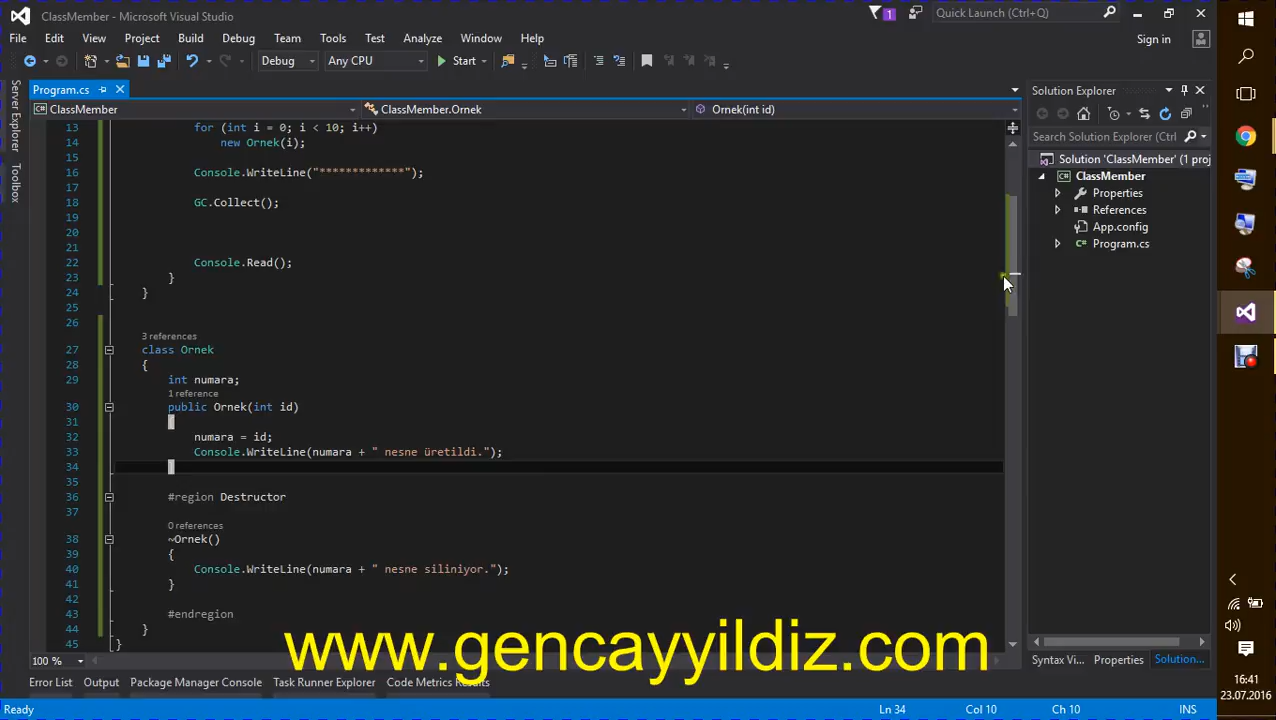 ClassMember - Microsoft Visual Studio
1
Quick Launch (Ctrl+Q)
File Edit View Project Build Debug Team Tools Test Analyze Window Help
Sign in
Debug Any CPU Start
Program.cs
ClassMember ClassMember.Ornek Ornek(int id)
Server Explorer
Toolbox
13 for (int i = 0; i < 10; i++)
14 new Ornek(i);
15
16 Console.WriteLine("*************");
17
18 GC.Collect();
19
20
21
22 Console.Read();
23 }
24 }
25
26
3 references
27 class Ornek
28 {
29 int numara;
1 reference
30 public Ornek(int id)
31 {
32 numara = id;
33 Console.WriteLine(numara + " nesne üretildi.");
34 }
35
36 #region Destructor
37
0 references
38 ~Ornek()
39 {
40 Console.WriteLine(numara + " nesne siliniyor.");
41 }
42
43 #endregion
44 }
45 }
100 %
Solution Explorer
Search Solution Explorer (Ctrl
Solution 'ClassMember' (1 proj
ClassMember
Properties
References
App.config
Program.cs
Syntax Vi... Properties Solution...
www.gencayyildiz.com
Error List Output Package Manager Console Task Runner Explorer Code Metrics Results
Ready Ln 34 Col 10 Ch 10 INS
16:41
23.07.2016